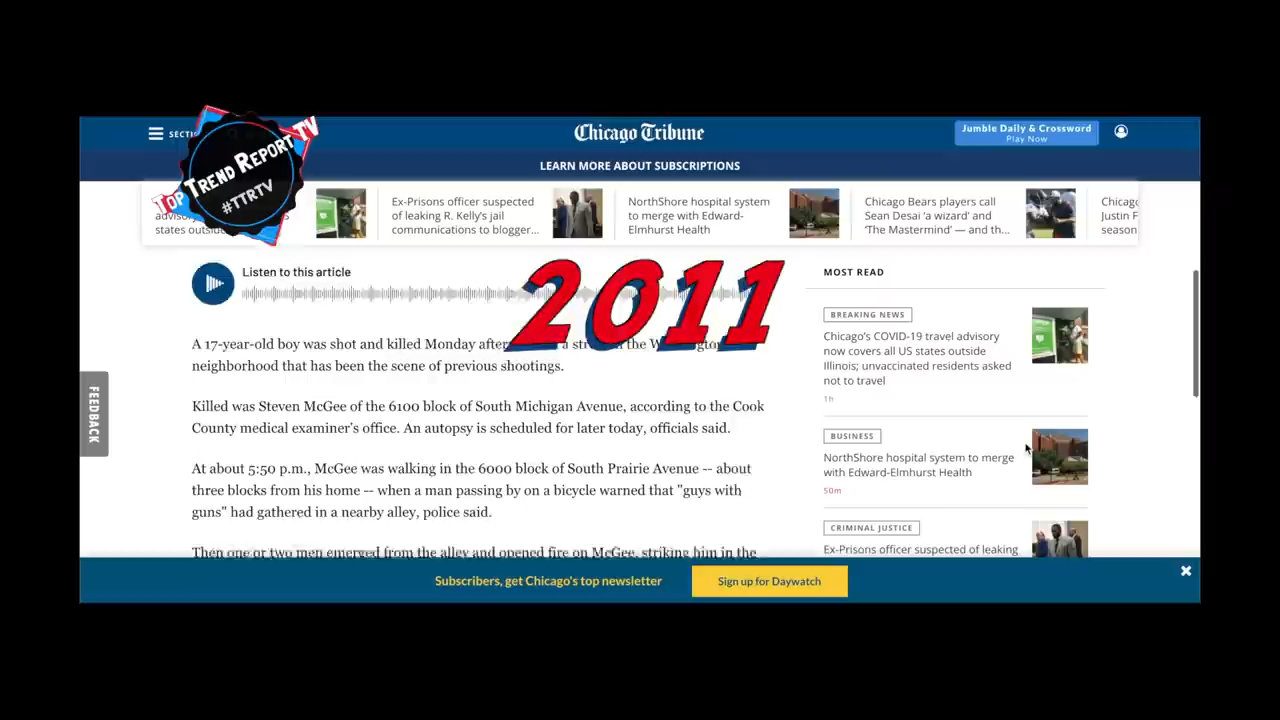 SECTI
Chicago Tribune
Jumble Daily & Crossword
Play Now
LEARN MORE ABOUT SUBSCRIPTIONS
TOP TREND REPORT TV
#TTRTV
states outside
Ex-Prisons officer suspected
of leaking R. Kelly's jail
communications to blogger...
NorthShore hospital system
to merge with Edward-
Elmhurst Health
Chicago Bears players call
Sean Desai 'a wizard' and
'The Mastermind' — and th...
Chicago
Justin F
season
Listen to this article
2011
A 17-year-old boy was shot and killed Monday after
the
neighborhood that has been the scene of previous shootings.
Killed was Steven McGee of the 6100 block of South Michigan Avenue, according to the Cook
County medical examiner's office. An autopsy is scheduled for later today, officials said.
At about 5:50 p.m., McGee was walking in the 6000 block of South Prairie Avenue -- about
three blocks from his home -- when a man passing by on a bicycle warned that "guys with
guns" had gathered in a nearby alley, police said.
Then one or two men emerged from the alley and opened fire on McGee, striking him in the
MOST READ
BREAKING NEWS
Chicago's COVID-19 travel advisory
now covers all US states outside
Illinois; unvaccinated residents asked
not to travel
1h
BUSINESS
NorthShore hospital system to merge
with Edward-Elmhurst Health
50m
CRIMINAL JUSTICE
Ex-Prisons officer suspected of leaking
FEEDBACK
Subscribers, get Chicago's top newsletter
Sign up for Daywatch